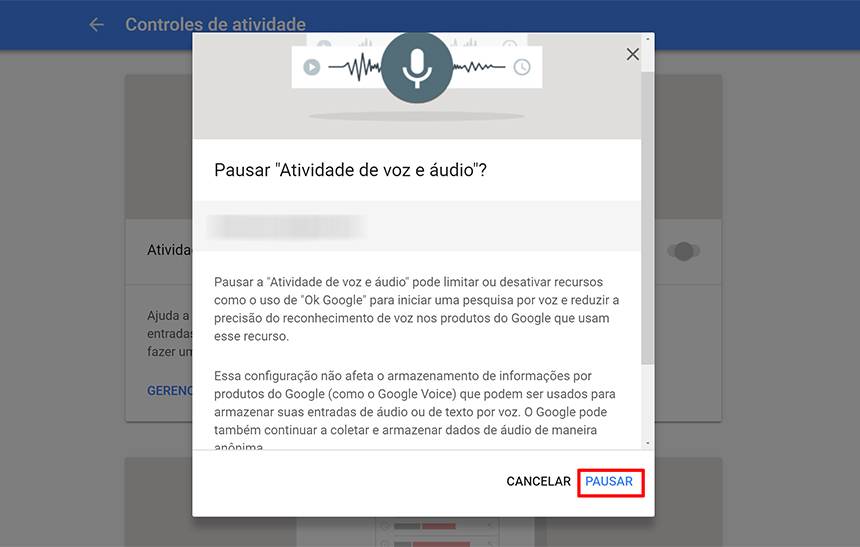 Controles de atividade
Pausar "Atividade de voz e áudio"?
Ativida
Pausar a "Atividade de voz e áudio" pode limitar ou desativar recursos
como o uso de "Ok Google" para iniciar uma pesquisa por voz e reduzir a
precisão do reconhecimento de voz nos produtos do Google que usam
esse recurso.
Ajuda a
entradas
fazer um
GERENC
Essa configuração não afeta o armazenamento de informações por
produtos do Google (como o Google Voice) que podem ser usados para
armazenar suas entradas de áudio ou de texto por voz. O Google pode
também continuar a coletar e armazenar dados de áudio de maneira
anônima.
CANCELAR PAUSAR